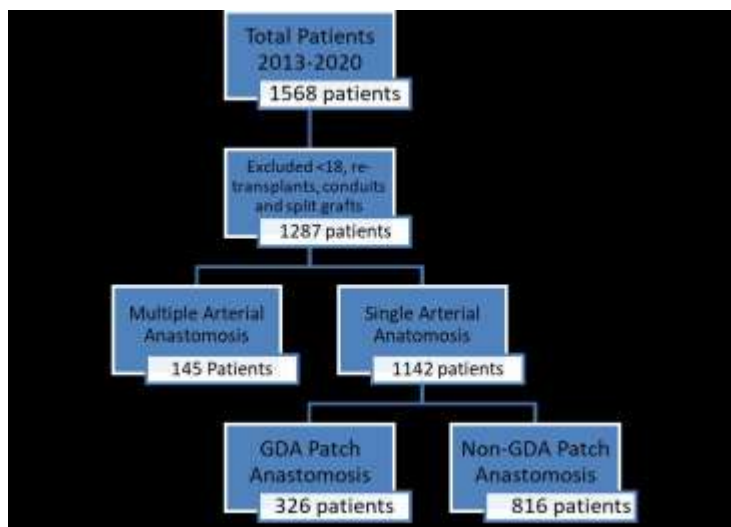 Total Patients
2013-2020
1568 patients
Excluded <18, re-
transplants, conduits
and split grafts
1287 patients
Multiple Arterial
Anastomosis
145 Patients
Single Arterial
Anatomosis
1142 patients
GDA Patch
Anastomosis
326 patients
Non-GDA Patch
Anastomosis
816 patients